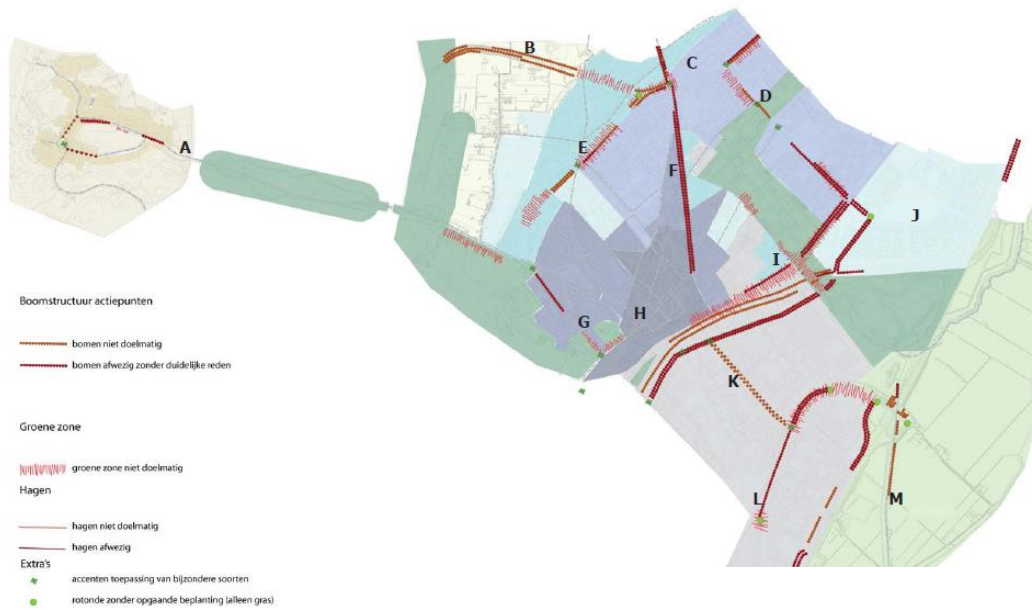 B
C
D
A
E
F
J
I
G
H
K
L
M
Boomstructuur actiepunten
bomen niet doelmatig
bomen afwezig zonder duidelijke reden
Groene zone
groene zone niet doelmatig
Hagen
hagen niet doelmatig
hagen afwezig
Extra's
accenten toepassing van bijzondere soorten
rotonde zonder opgaande beplanting (alleen gras)